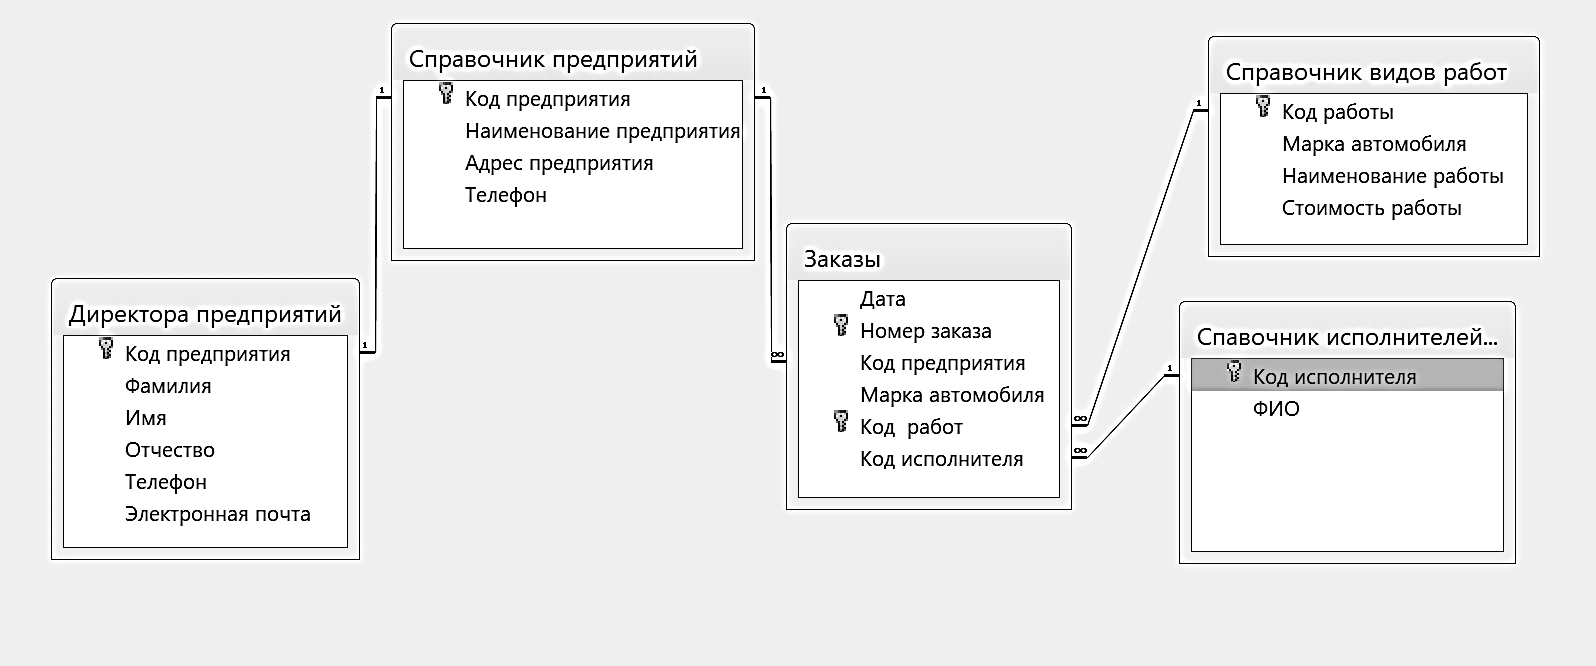 Справочник предприятий
1
1
Код предприятия
Наименование предприятия
Адрес предприятия
Телефон
Директора предприятий
1
Код предприятия
Фамилия
Имя
Отчество
Телефон
Электронная почта
Заказы
∞
Дата
Номер заказа
Код предприятия
Марка автомобиля
Код  работ
Код исполнителя
∞
∞
Справочник видов работ
1
Код работы
Марка автомобиля
Наименование работы
Стоимость работы
Спавочник исполнителей...
1
Код исполнителя
ФИО